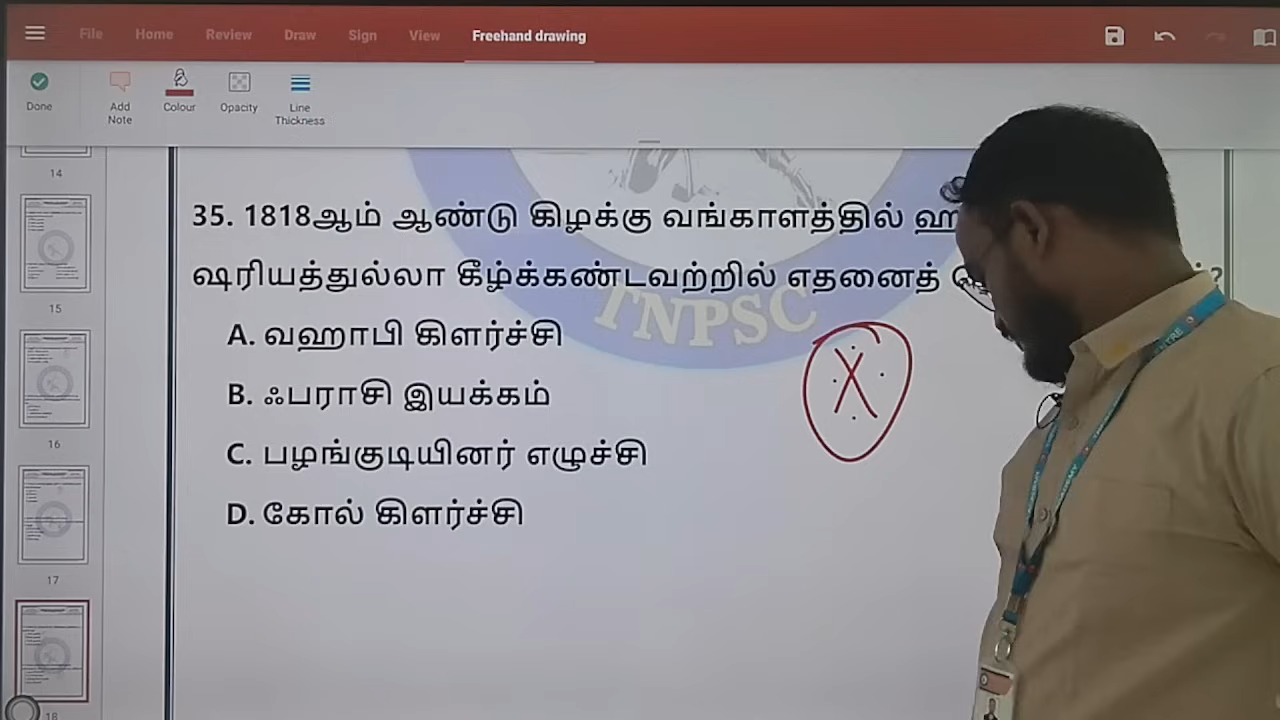 File Home Review Draw Sign View Freehand drawing
Done Add Note Colour Opacity Line Thickness
14
15
16
17
18
35. 1818ஆம் ஆண்டு கிழக்கு வங்காளத்தில்
ஷரியத்துல்லா கீழ்க்கண்டவற்றில் எதனைத்
TNPSC
A. வஹாபி கிளர்ச்சி
B. ஃபராசி இயக்கம்
C. பழங்குடியினர் எழுச்சி
D. கோல் கிளர்ச்சி
X